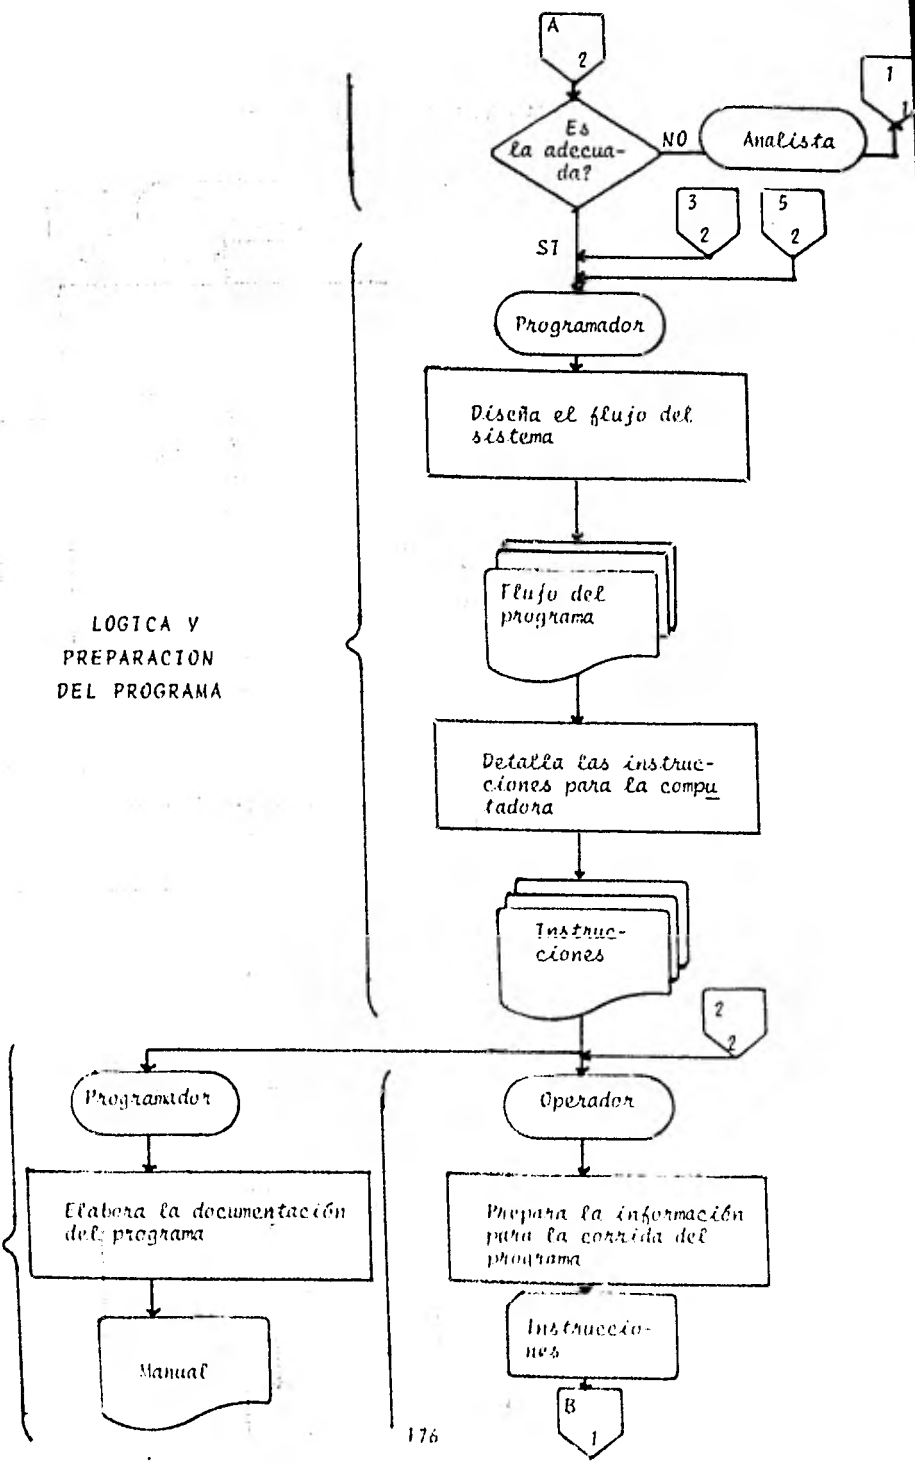 A
2
1
1
Es
la adecua-
da?
NO
Analista
3
2
5
2
SI
Programador
Diseña el flujo del
sistema
Flujo del
programa
LOGICA Y
PREPARACION
DEL PROGRAMA
Detalla las instruc-
ciones para la compu
tadora
Instruc-
ciones
2
2
Programador
Operador
Elabora la documentación
del programa
Prepara la información
para la corrida del
programa
Manual
Instruccio-
nes
B
1
176